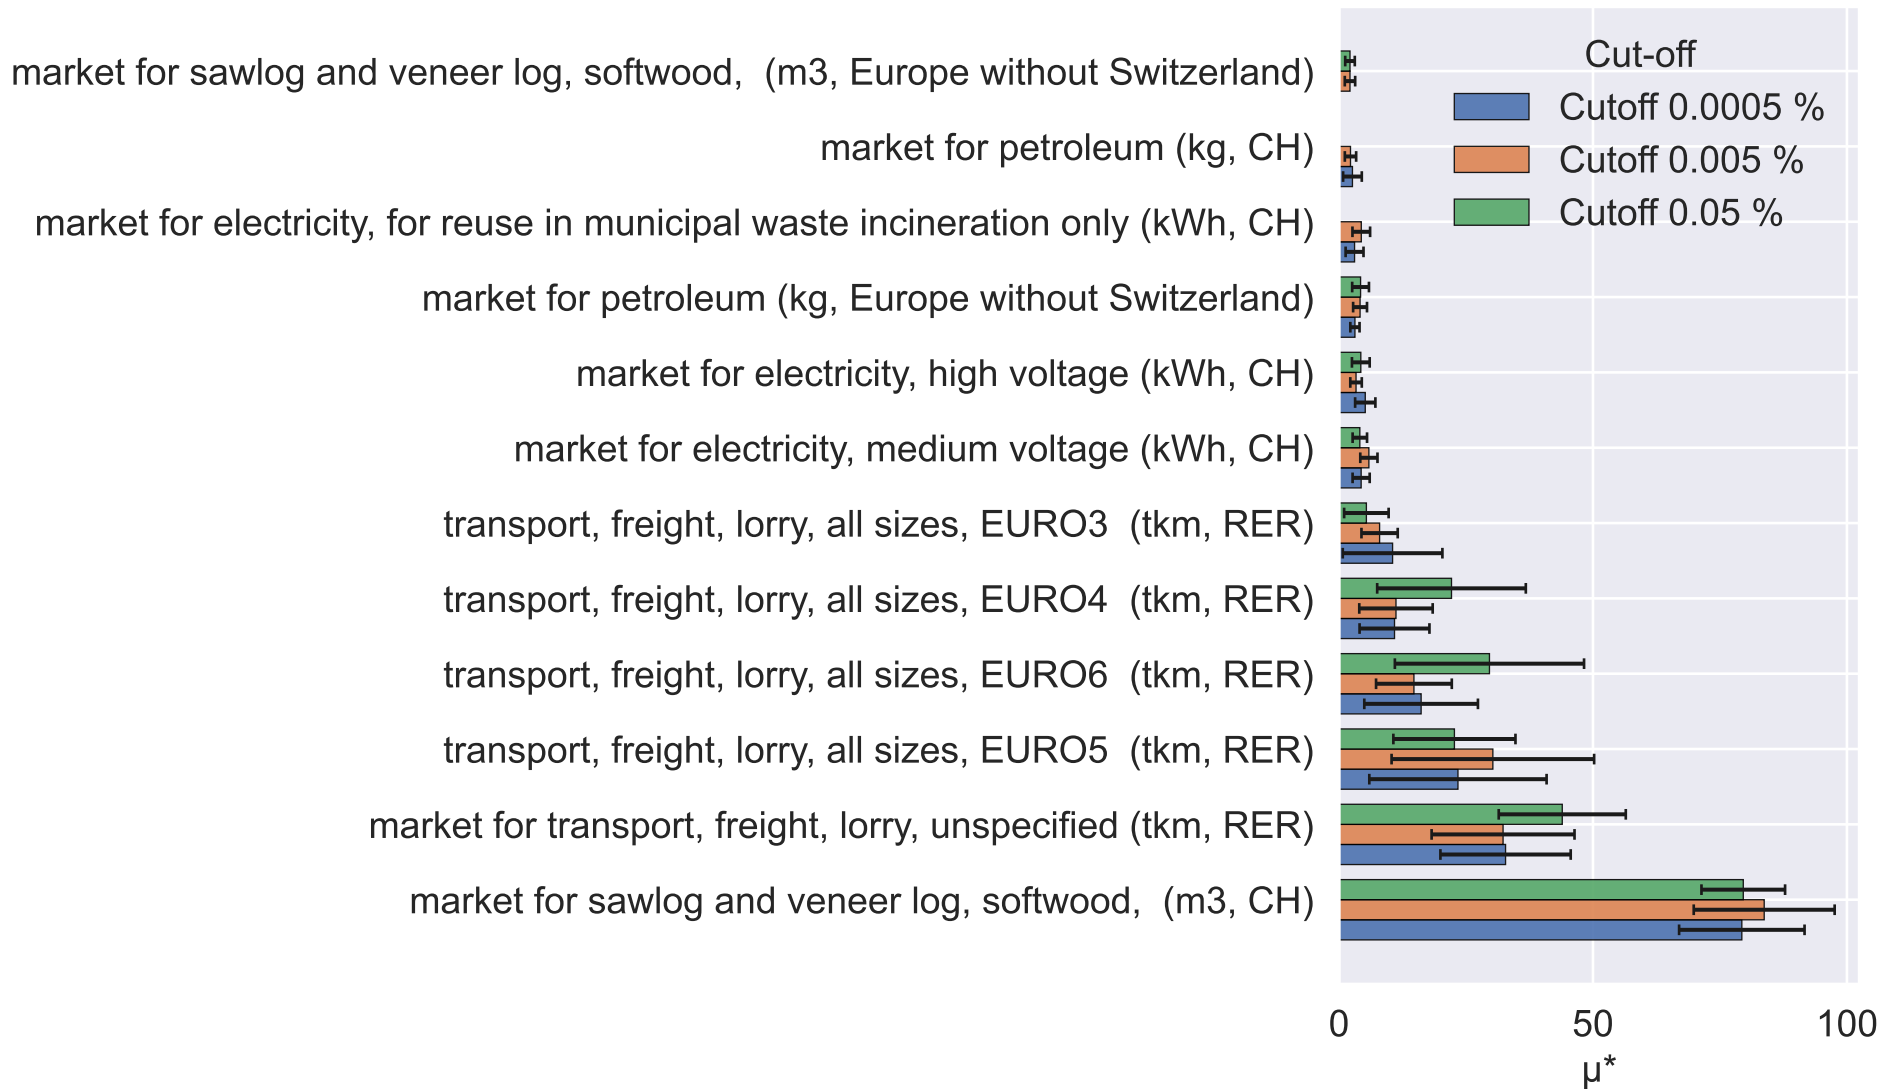 market for sawlog and veneer log, softwood,  (m3, Europe without Switzerland)
market for petroleum (kg, CH)
market for electricity, for reuse in municipal waste incineration only (kWh, CH)
market for petroleum (kg, Europe without Switzerland)
market for electricity, high voltage (kWh, CH)
market for electricity, medium voltage (kWh, CH)
transport, freight, lorry, all sizes, EURO3  (tkm, RER)
transport, freight, lorry, all sizes, EURO4  (tkm, RER)
transport, freight, lorry, all sizes, EURO6  (tkm, RER)
transport, freight, lorry, all sizes, EURO5  (tkm, RER)
market for transport, freight, lorry, unspecified (tkm, RER)
market for sawlog and veneer log, softwood,  (m3, CH)
Cut-off
Cutoff 0.0005 %
Cutoff 0.005 %
Cutoff 0.05 %
0 50 100
μ*